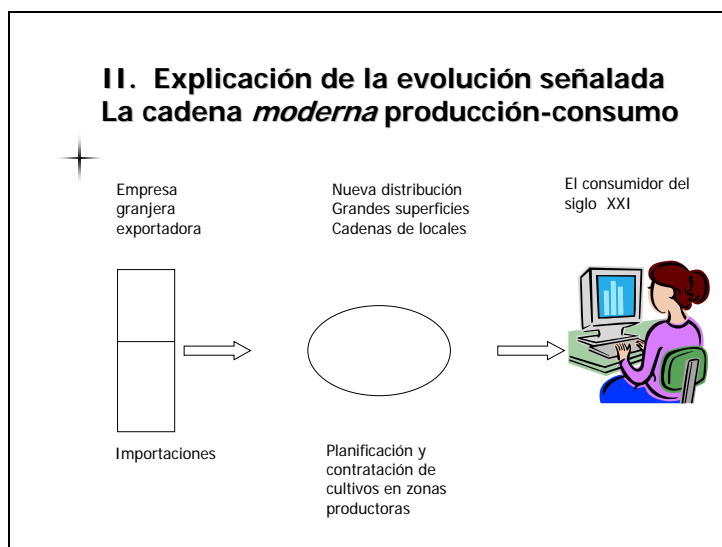 II. Explicación de la evolución señalada
La cadena moderna producción-consumo
Empresa
granjera
exportadora
Nueva distribución
Grandes superficies
Cadenas de locales
El consumidor del
siglo XXI
Importaciones
Planificación y
contratación de
cultivos en zonas
productoras